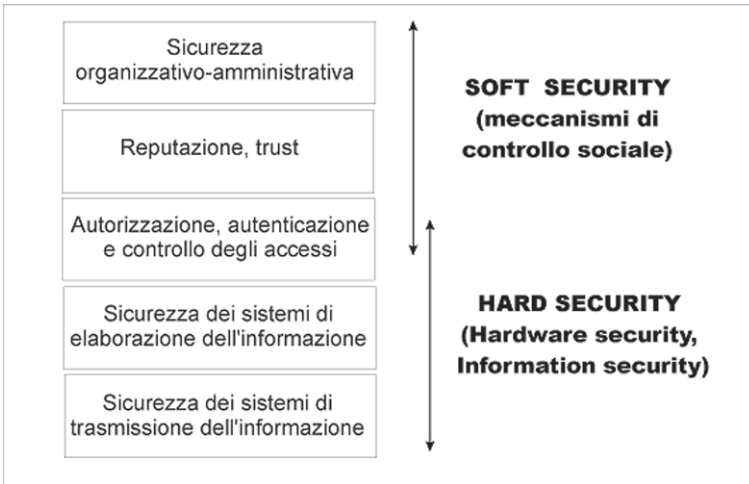 Sicurezza
organizzativo-amministrativa
Reputazione, trust
Autorizzazione, autenticazione
e controllo degli accessi
Sicurezza dei sistemi di
elaborazione dell'informazione
Sicurezza dei sistemi di
trasmissione dell'informazione
SOFT SECURITY
(meccanismi di
controllo sociale)
HARD SECURITY
(Hardware security,
Information security)